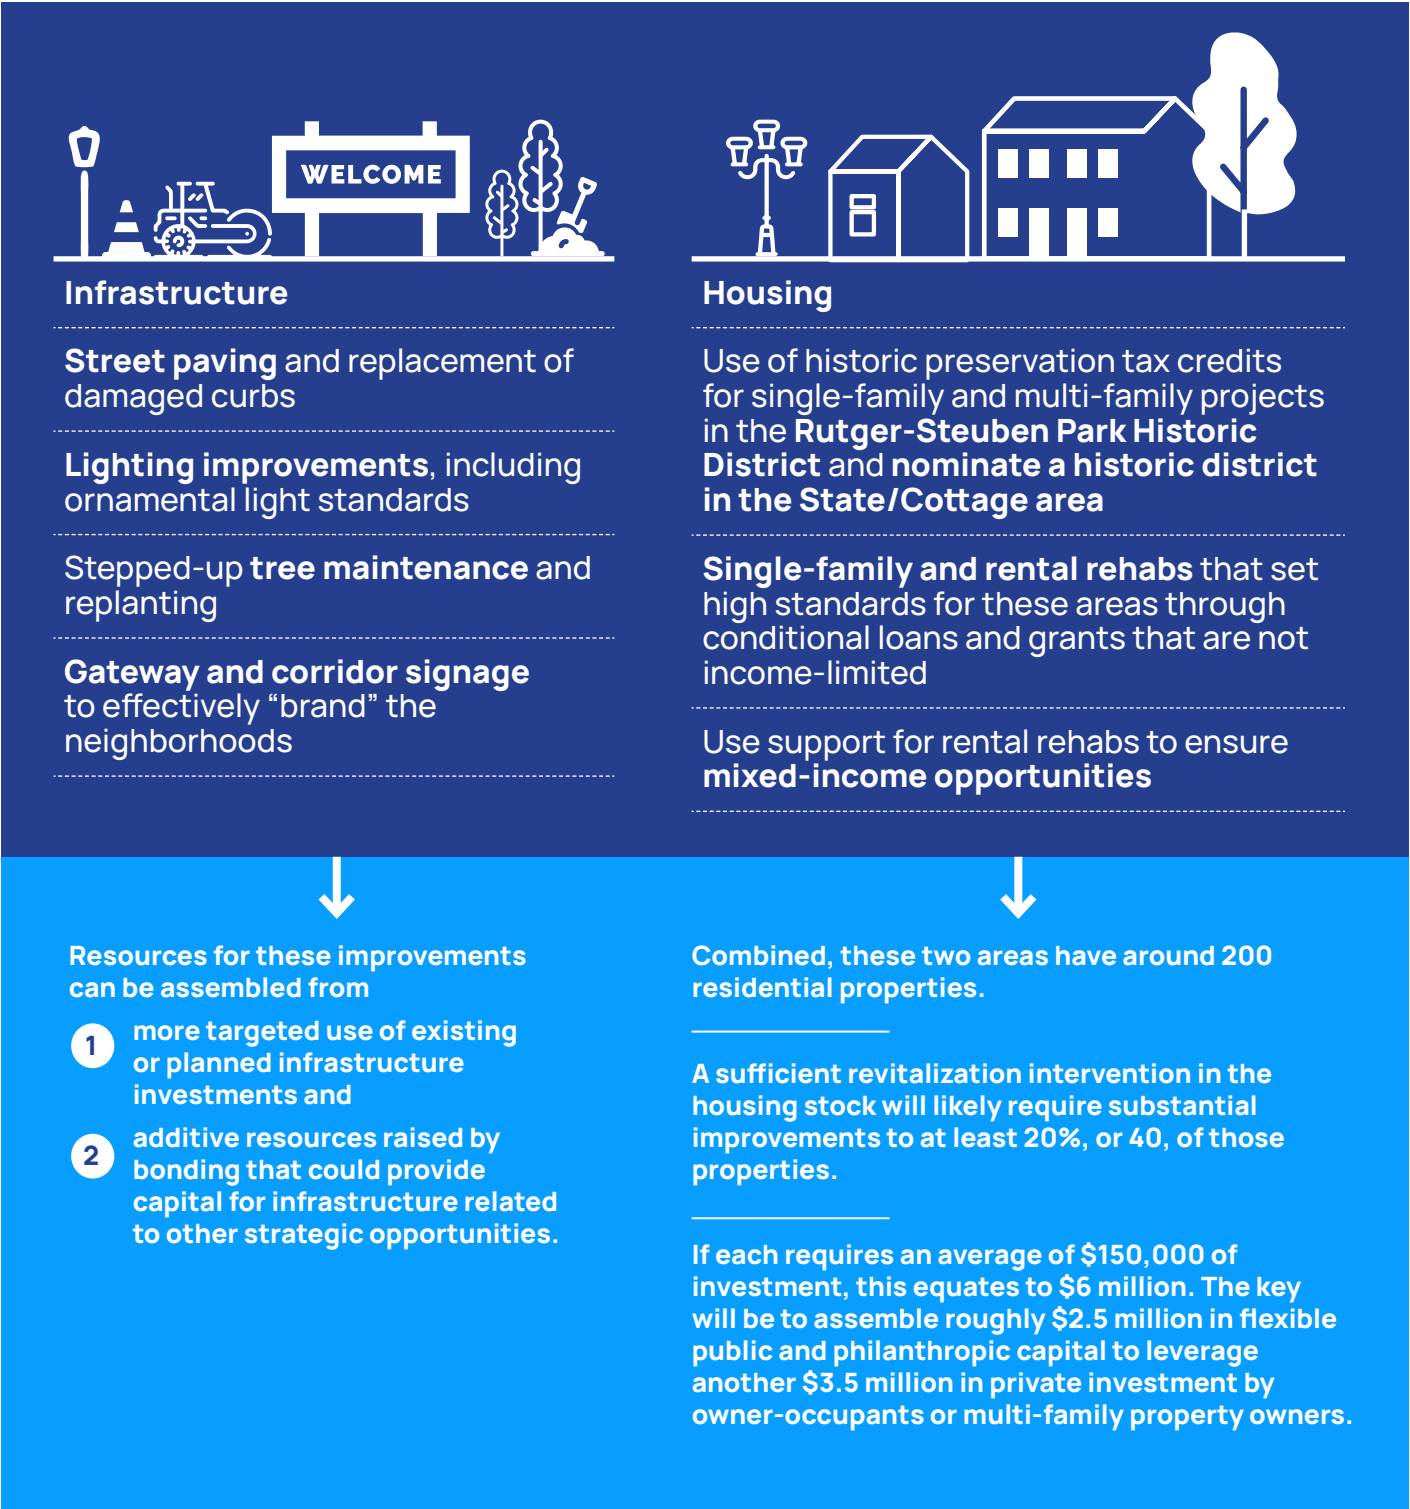 WELCOME
Infrastructure
Street paving and replacement of
damaged curbs
Lighting improvements, including
ornamental light standards
Stepped-up tree maintenance and
replanting
Gateway and corridor signage
to effectively “brand” the
neighborhoods
Housing
Use of historic preservation tax credits
for single-family and multi-family projects
in the Rutger-Steuben Park Historic
District and nominate a historic district
in the State/Cottage area
Single-family and rental rehabs that set
high standards for these areas through
conditional loans and grants that are not
income-limited
Use support for rental rehabs to ensure
mixed-income opportunities
Resources for these improvements
can be assembled from
1 more targeted use of existing
or planned infrastructure
investments and
2 additive resources raised by
bonding that could provide
capital for infrastructure related
to other strategic opportunities.
Combined, these two areas have around 200
residential properties.
A sufficient revitalization intervention in the
housing stock will likely require substantial
improvements to at least 20%, or 40, of those
properties.
If each requires an average of $150,000 of
investment, this equates to $6 million. The key
will be to assemble roughly $2.5 million in flexible
public and philanthropic capital to leverage
another $3.5 million in private investment by
owner-occupants or multi-family property owners.